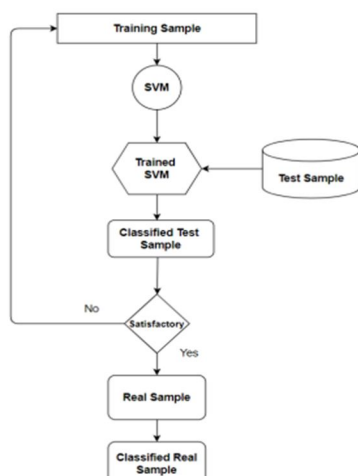 Training Sample
SVM
Trained
SVM
Test Sample
Classified Test
Sample
No
Satisfactory
Yes
Real Sample
Classified Real
Sample